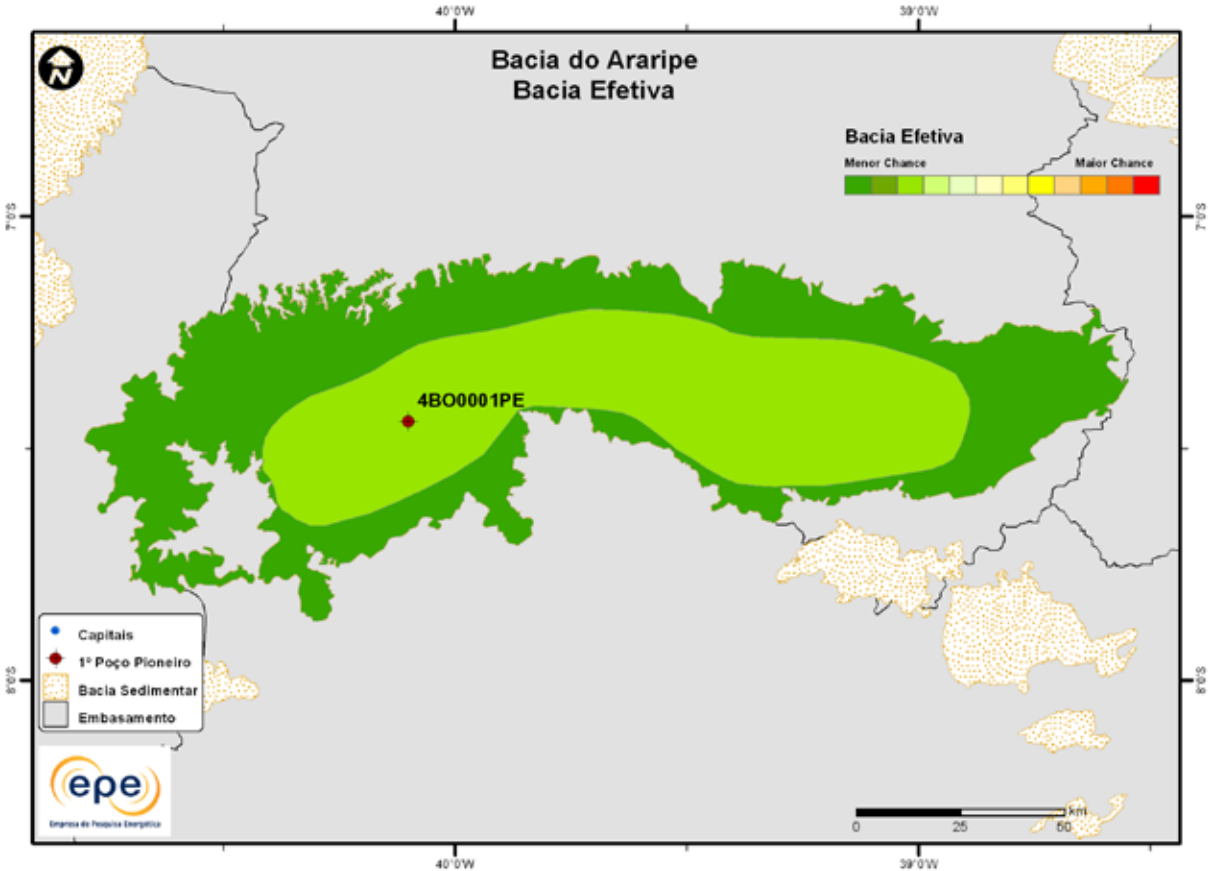 40°0'W
39°0'W
N
Bacia do Araripe
Bacia Efetiva
Bacia Efetiva
Menor Chance
Maior Chance
7°0'S
7°0'S
4BO0001PE
Capitais
1º Poço Pioneiro
Bacia Sedimentar
Embasamento
8°0'S
8°0'S
epe
Empresa de Pesquisa Energética
km
0
25
50
40°0'W
39°0'W